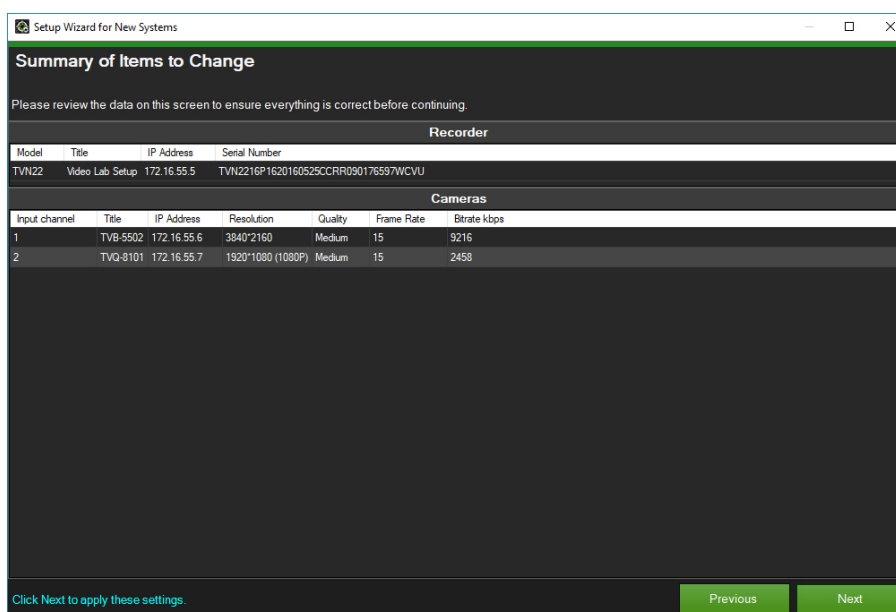 Setup Wizard for New Systems
Summary of Items to Change
Please review the data on this screen to ensure everything is correct before continuing.
Recorder
Model Title IP Address Serial Number
TVN22 Video Lab Setup 172.16.55.5 TVN2216P1620160525CCRR090176597WCVU
Cameras
Input channel Title IP Address Resolution Quality Frame Rate Bitrate kbps
1 TVB-5502 172.16.55.6 3840*2160 Medium 15 9216
2 TVQ-8101 172.16.55.7 1920*1080 (1080P) Medium 15 2458
Click Next to apply these settings.
Previous Next